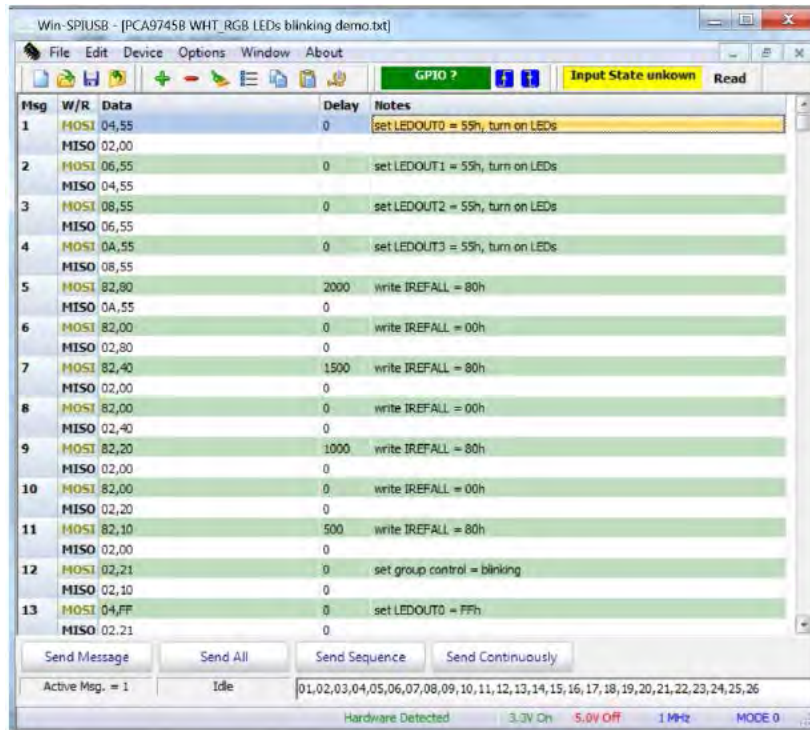 Win-SPIUSB - [PCA9745B WHT_RGB LEDs blinking demo.txt]
File Edit Device Options Window About
GPIO ? Input State unkown Read
Msg W/R Data Delay Notes
1 MOSI 04,55 0 set LEDOUT0 = 55h, turn on LEDs
MISO 02,00
2 MOSI 06,55 0 set LEDOUT1 = 55h, turn on LEDs
MISO 04,55
3 MOSI 08,55 0 set LEDOUT2 = 55h, turn on LEDs
MISO 06,55
4 MOSI 0A,55 0 set LEDOUT3 = 55h, turn on LEDs
MISO 08,55
5 MOSI 82,80 2000 write IREFALL = 80h
MISO 0A,55 0
6 MOSI 82,00 0 write IREFALL = 00h
MISO 02,80 0
7 MOSI 82,40 1500 write IREFALL = 80h
MISO 02,00 0
8 MOSI 82,00 0 write IREFALL = 00h
MISO 02,40 0
9 MOSI 82,20 1000 write IREFALL = 80h
MISO 02,00 0
10 MOSI 82,00 0 write IREFALL = 00h
MISO 02,20 0
11 MOSI 82,10 500 write IREFALL = 80h
MISO 02,00 0
12 MOSI 02,21 0 set group control = blinking
MISO 02,10 0
13 MOSI 04,FF 0 set LEDOUT0 = FFh
MISO 02.21 0
Send Message Send All Send Sequence Send Continuously
Active Msg. = 1 Idle 01,02,03,04,05,06,07,08,09,10,11,12,13,14,15,16,17,18,19,20,21,22,23,24,25,26
Hardware Detected 3.3V On 5.0V Off 1 MHz MODE 0